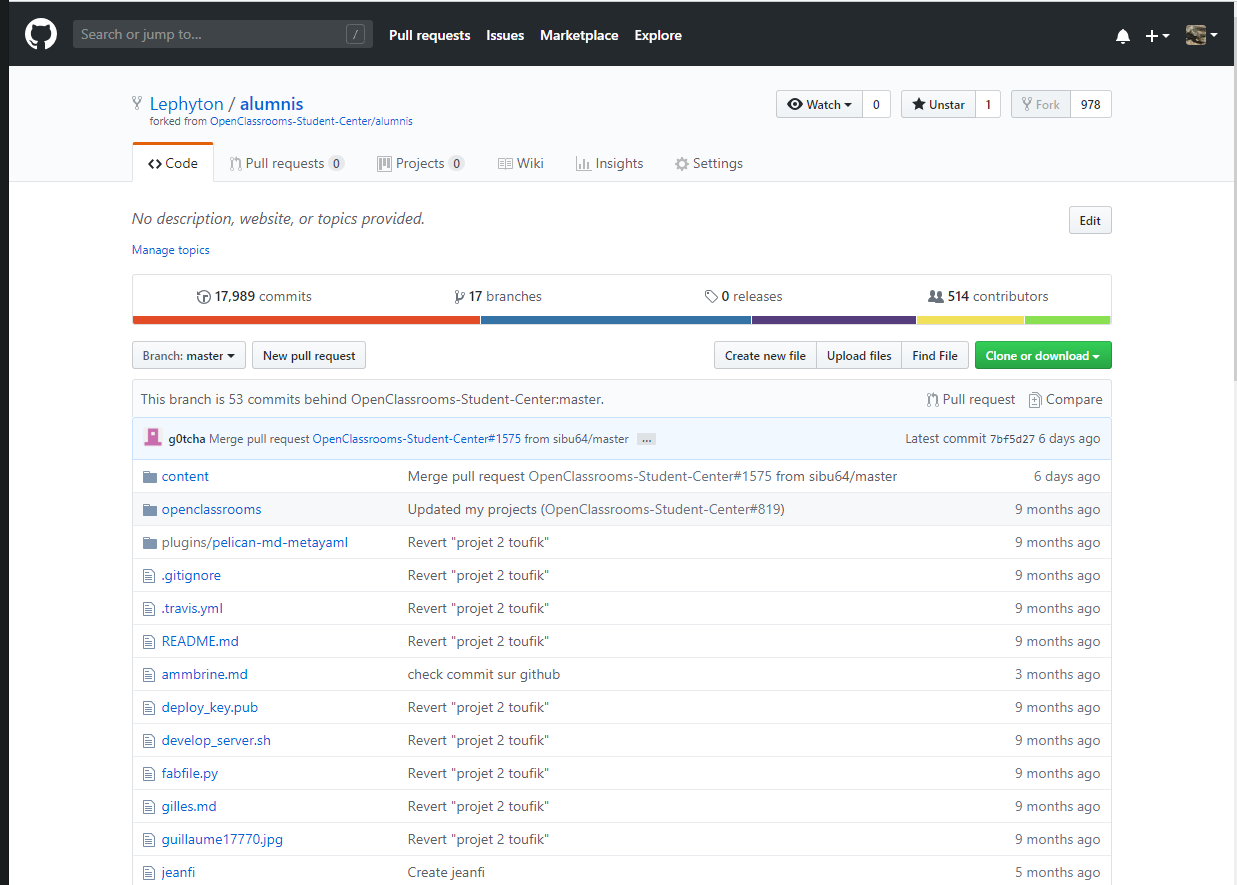 Search or jump to... / Pull requests Issues Marketplace Explore
Lephyton / alumnis Watch 0 Unstar 1 Fork 978
forked from OpenClassrooms-Student-Center/alumnis
Code Pull requests 0 Projects 0 Wiki Insights Settings
No description, website, or topics provided. Edit
Manage topics
17,989 commits 17 branches 0 releases 514 contributors
Branch: master New pull request Create new file Upload files Find File Clone or download
This branch is 53 commits behind OpenClassrooms-Student-Center:master. Pull request Compare
g0tcha Merge pull request OpenClassrooms-Student-Center#1575 from sibu64/master ... Latest commit 7bf5d27 6 days ago
content Merge pull request OpenClassrooms-Student-Center#1575 from sibu64/master 6 days ago
openclassrooms Updated my projects (OpenClassrooms-Student-Center#819) 9 months ago
plugins/pelican-md-metayaml Revert "projet 2 toufik" 9 months ago
.gitignore Revert "projet 2 toufik" 9 months ago
.travis.yml Revert "projet 2 toufik" 9 months ago
README.md Revert "projet 2 toufik" 9 months ago
ammbrine.md check commit sur github 3 months ago
deploy_key.pub Revert "projet 2 toufik" 9 months ago
develop_server.sh Revert "projet 2 toufik" 9 months ago
fabfile.py Revert "projet 2 toufik" 9 months ago
gilles.md Revert "projet 2 toufik" 9 months ago
guillaume17770.jpg Revert "projet 2 toufik" 9 months ago
jeanfi Create jeanfi 5 months ago